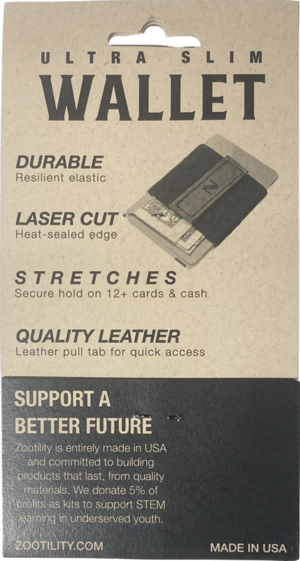 ULTRA SLIM
WALLET
DURABLE
Resilient elastic
LASER CUT
Heat-sealed edge
STRETCHES
Secure hold on 12+ cards & cash
QUALITY LEATHER
Leather pull tab for quick access
SUPPORT A
BETTER FUTURE
Zootility is entirely made in USA
and committed to building
products that last, from quality
materials. We donate 5% of
profits as kits to support STEM
learning in underserved youth.
ZOOTILITY.COM
MADE IN USA